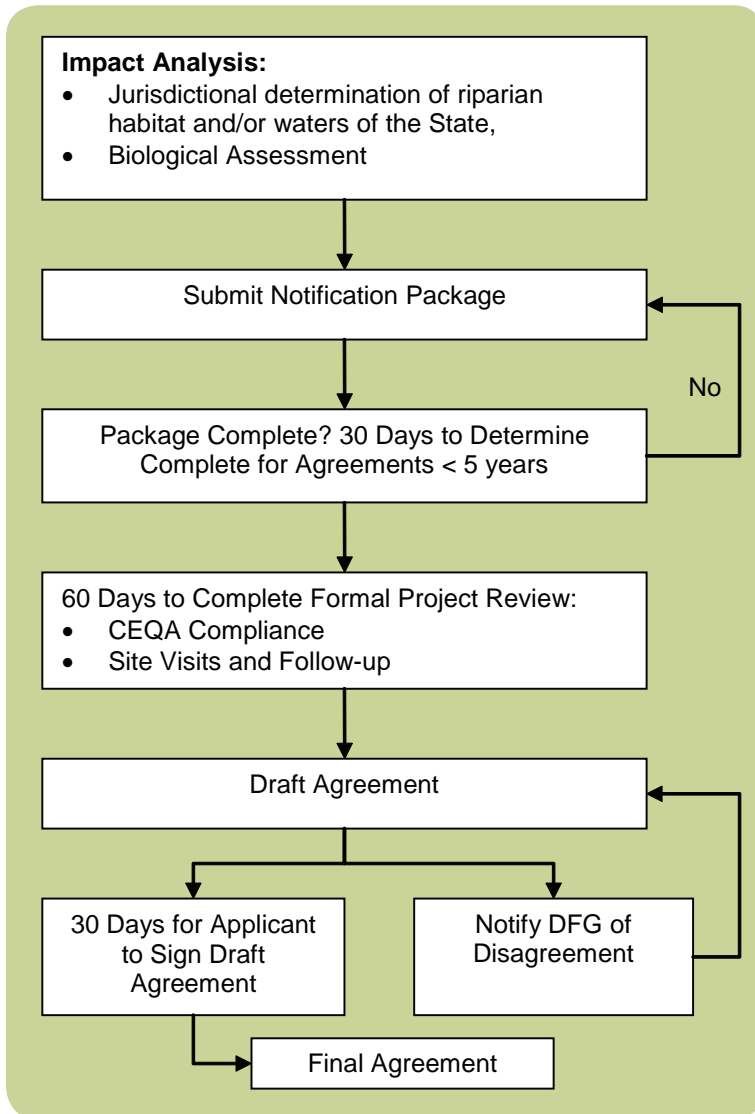 Impact Analysis:
• Jurisdictional determination of riparian
habitat and/or waters of the State,
• Biological Assessment
Submit Notification Package
No
Package Complete? 30 Days to Determine
Complete for Agreements < 5 years
60 Days to Complete Formal Project Review:
• CEQA Compliance
• Site Visits and Follow-up
Draft Agreement
30 Days for Applicant
to Sign Draft
Agreement
Notify DFG of
Disagreement
Final Agreement